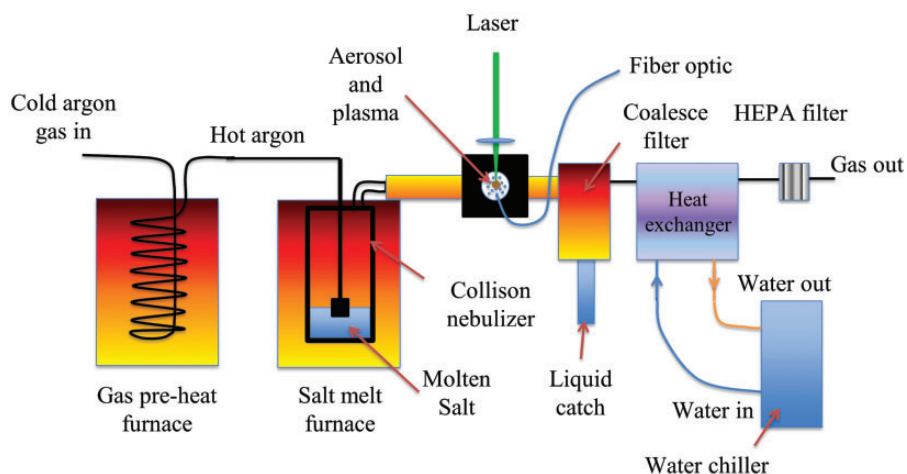 Laser
Aerosol
and
plasma
Fiber optic
Cold argon
gas in
Hot argon
Coalesce
filter
HEPA filter
Gas out
Heat
exchanger
Collison
nebulizer
Water out
Gas pre-heat
furnace
Salt melt
furnace
Molten
Salt
Liquid
catch
Water in
Water chiller